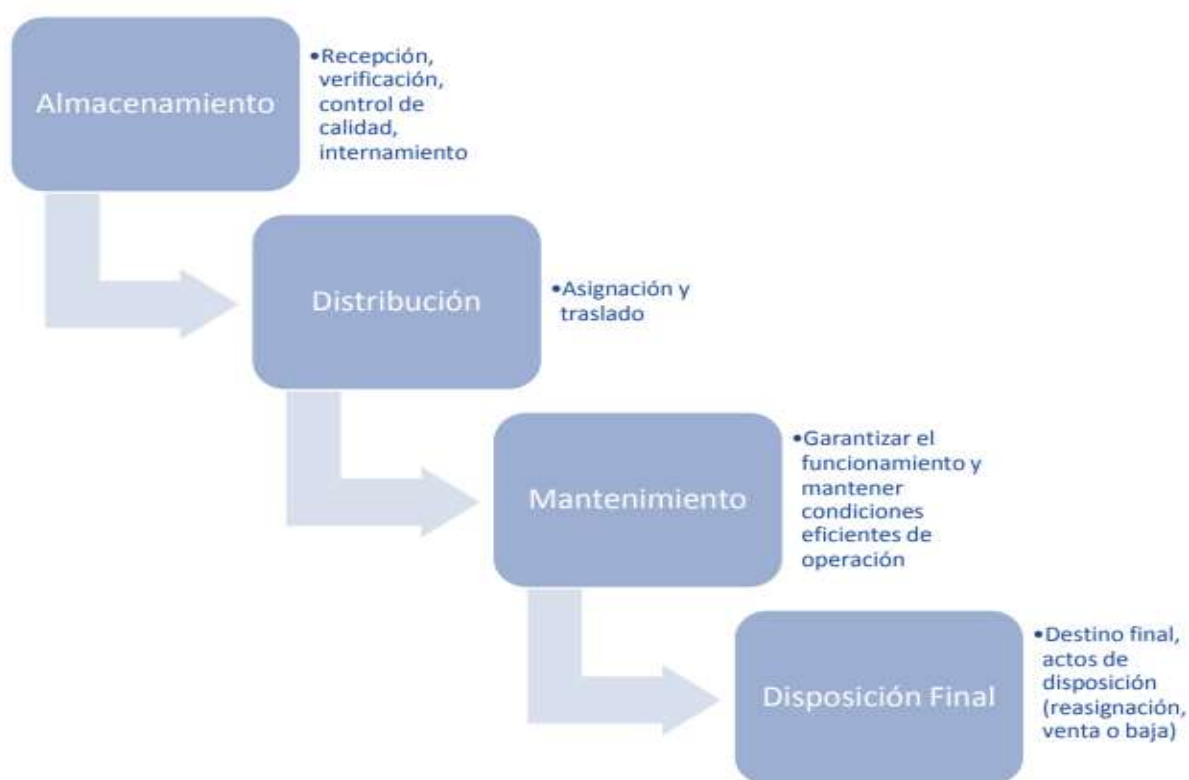 Almacenamiento
•Recepción,
verificación,
control de
calidad,
internamiento
Distribución
•Asignación y
traslado
Mantenimiento
•Garantizar el
funcionamiento y
mantener
condiciones
eficientes de
operación
Disposición Final
•Destino final,
actos de
disposición
(reasignación,
venta o baja)